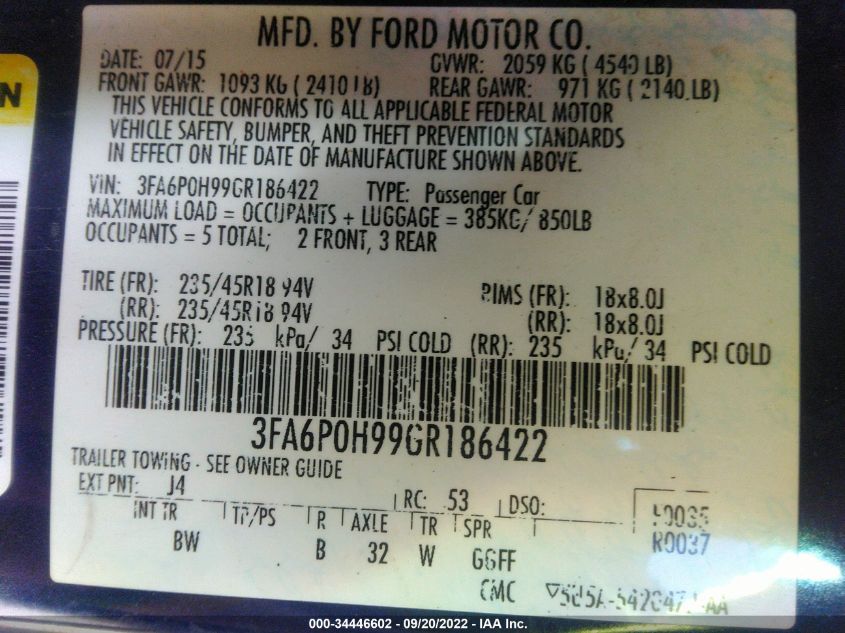 N
MFD. BY FORD MOTOR CO.
DATE: 07/15 GVWR: 2059 KG ( 4540 LB)
FRONT GAWR: 1093 KG ( 2410 LB) REAR GAWR: 971 KG ( 2140 LB)
THIS VEHICLE CONFORMS TO ALL APPLICABLE FEDERAL MOTOR
VEHICLE SAFETY, BUMPER, AND THEFT PREVENTION STANDARDS
IN EFFECT ON THE DATE OF MANUFACTURE SHOWN ABOVE.
VIN: 3FA6P0H99GR186422 TYPE: Passenger Car
MAXIMUM LOAD = OCCUPANTS + LUGGAGE = 385KG/ 850LB
OCCUPANTS = 5 TOTAL; 2 FRONT, 3 REAR
TIRE (FR): 235/45R18 94V RIMS (FR): 18x8.0J
(RR): 235/45R18 94V (RR): 18x8.0J
PRESSURE (FR): 235 kPa/ 34 PSI COLD (RR): 235 kPa/ 34 PSI COLD
3FA6P0H99GR186422
TRAILER TOWING - SEE OWNER GUIDE
EXT PNT: J4 RC: 53 DSO:
INT TR TP/PS R AXLE TR SPR
BW B 32 W GGFF
R0037
CMC
000-34446602 - 09/20/2022 - IAA Inc.